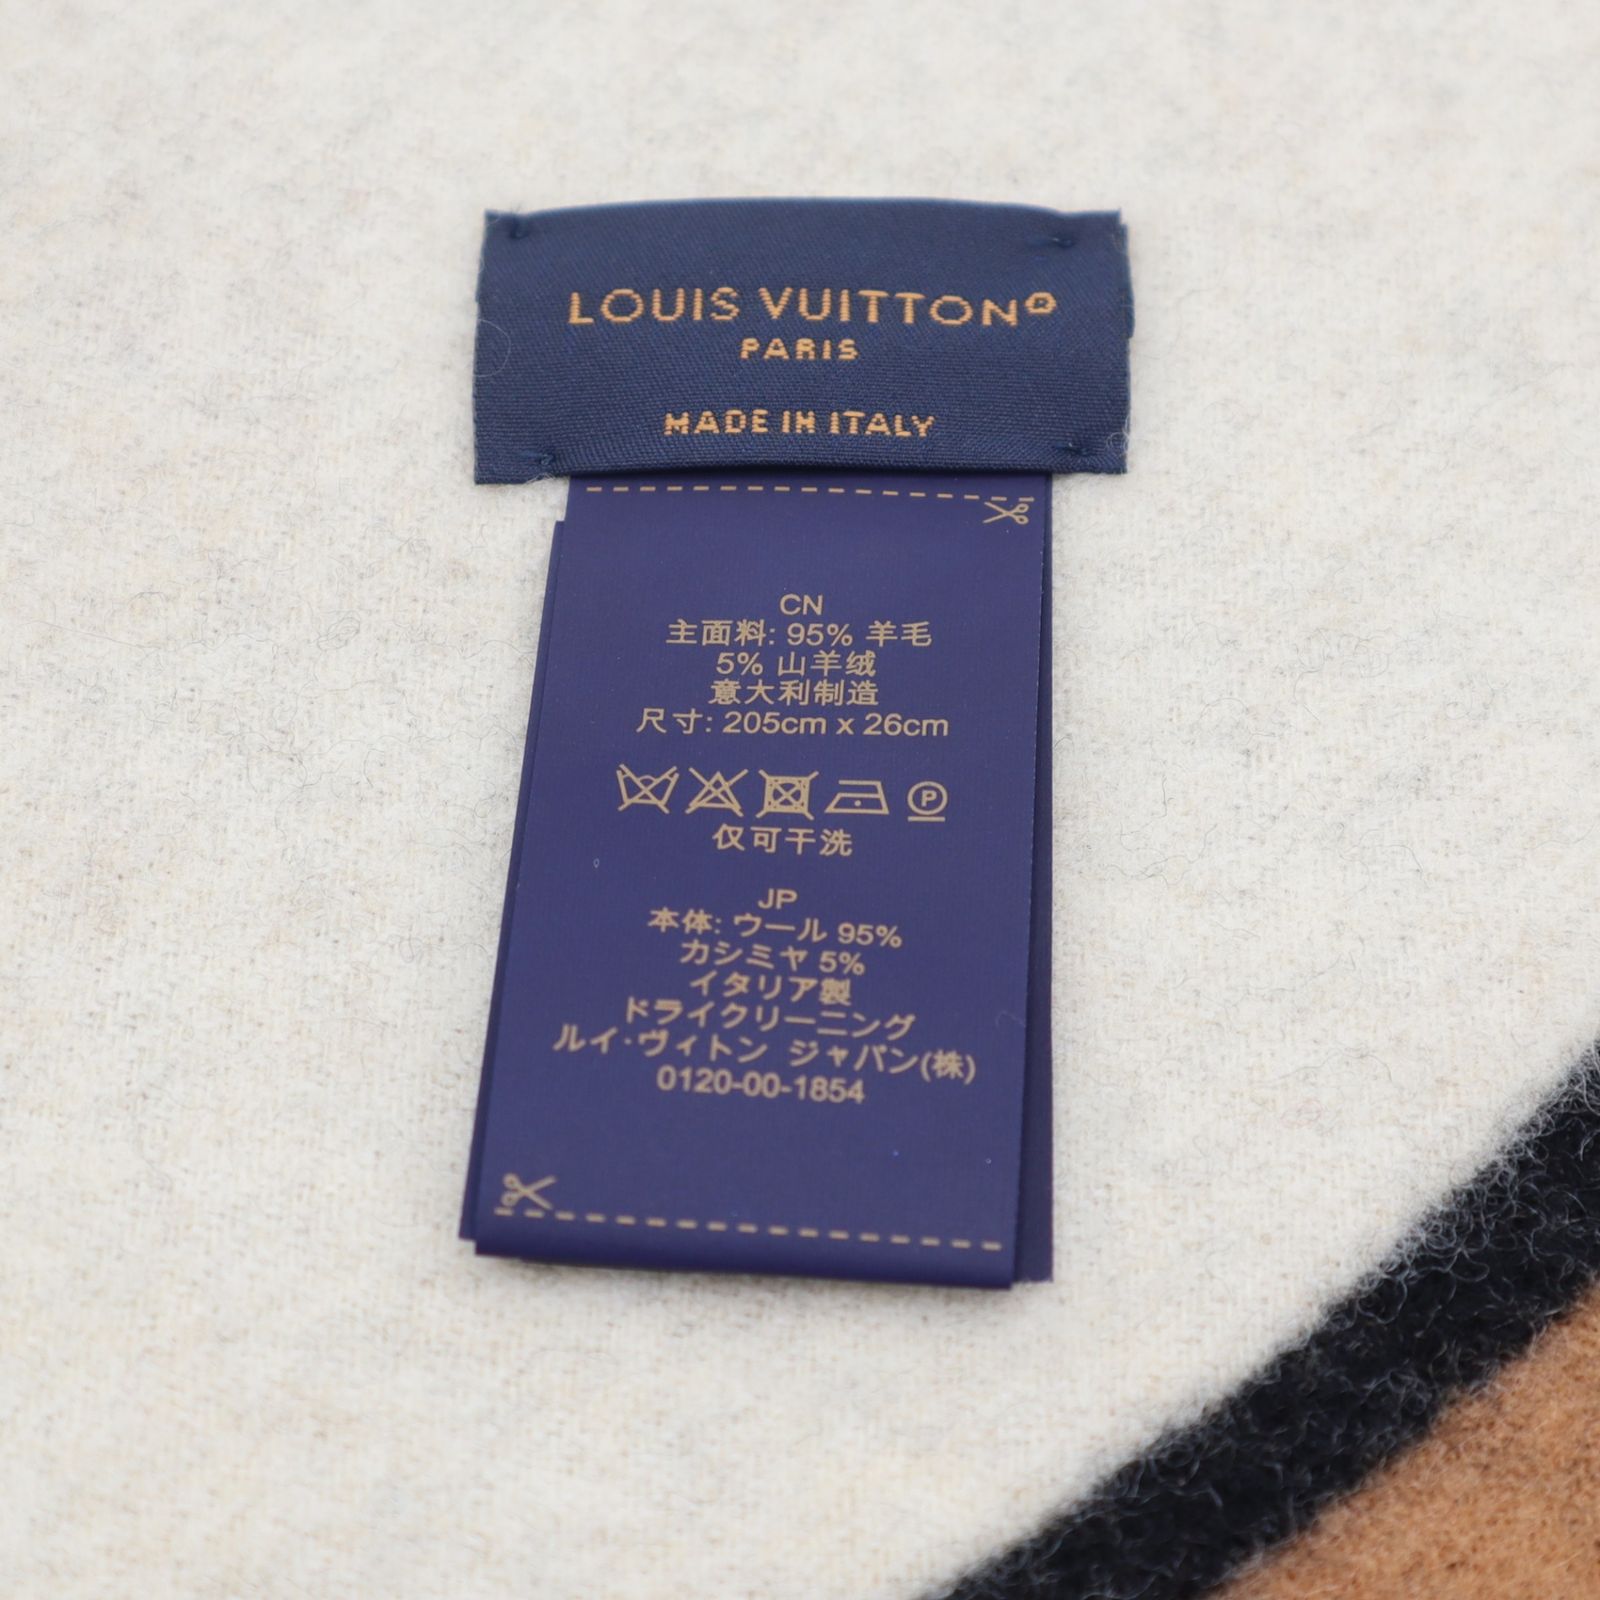 LOUIS VUITTON®
PARIS
MADE IN ITALY
CN
主面料: 95% 羊毛
5% 山羊绒
意大利制造
尺寸: 205cm x 26cm
P
仅可干洗
JP
本体: ウール 95%
カシミヤ 5%
イタリア製
ドライクリーニング
ルイ·ヴィトン ジャパン(株)
0120-00-1854